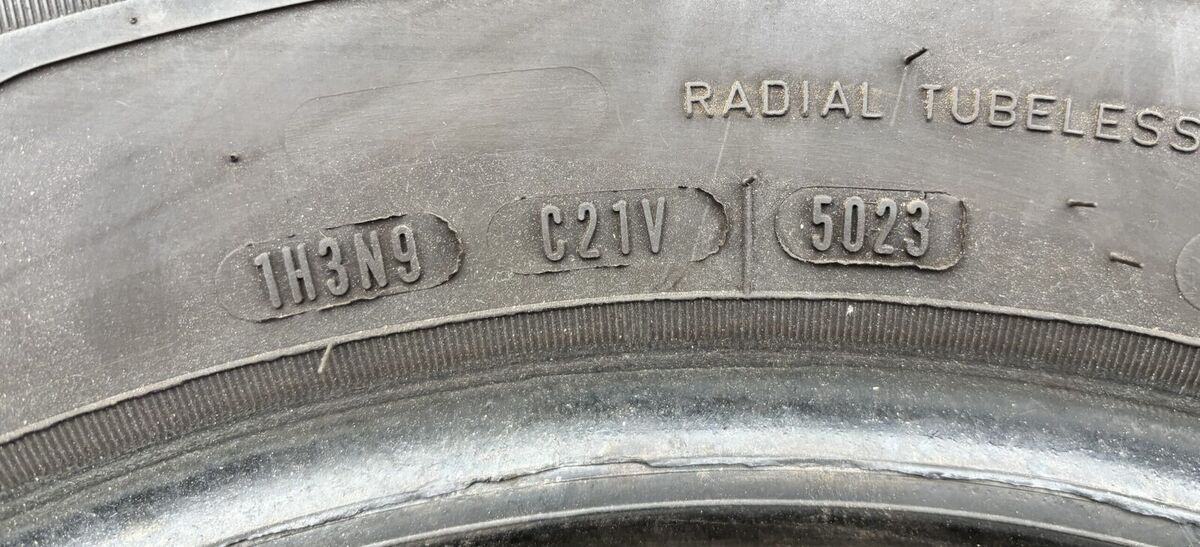 RADIAL TUBELESS
1H3N9 C21V 5023